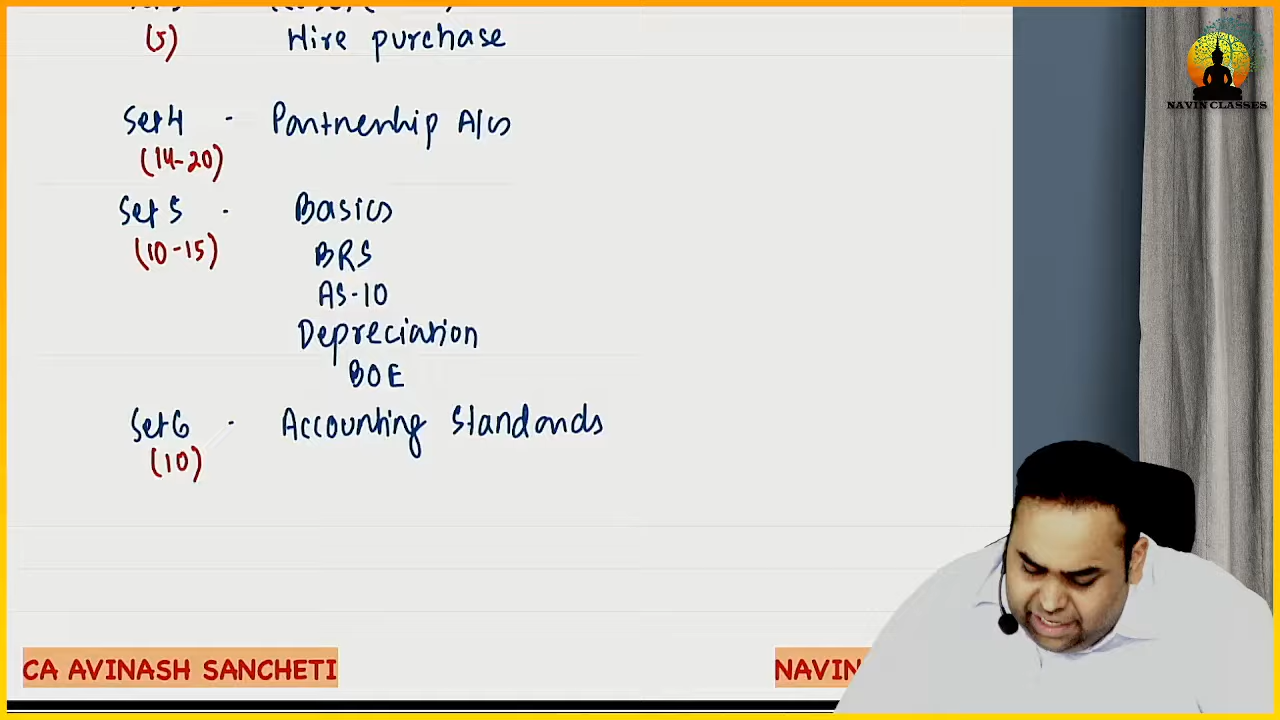 (5) Hire purchase
Set 4 - Partnership A/cs
(14-20)
Set 5 - Basics
(10-15) BRS
AS-10
Depreciation
BOE
Set 6 - Accounting Standards
(10)
NAVIN CLASSES
CA AVINASH SANCHETI
NAVIN